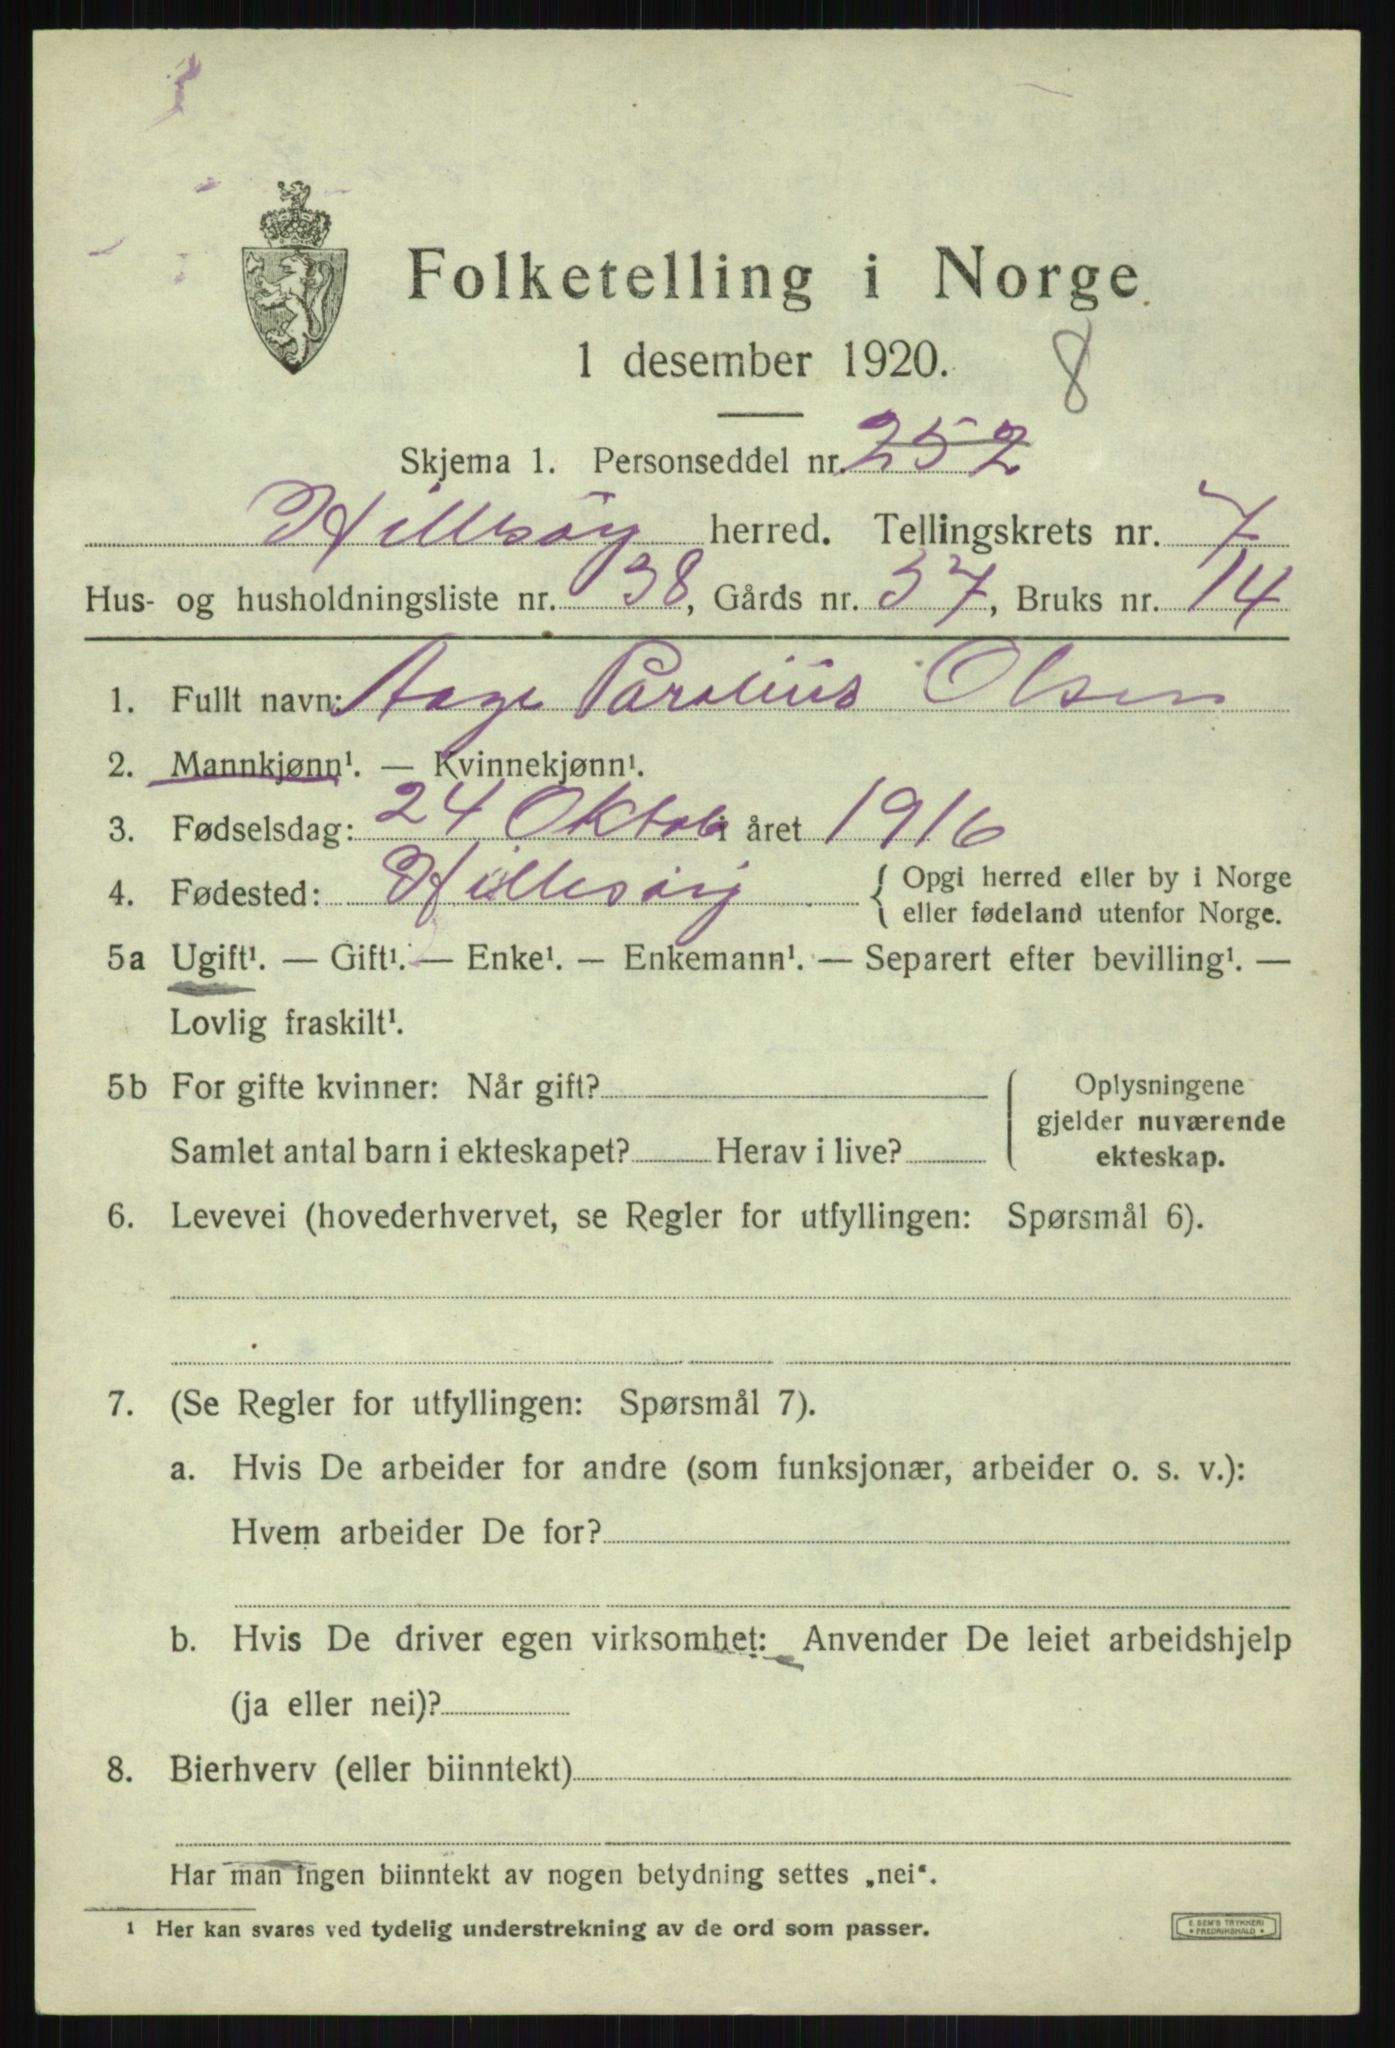 Folketelling i Norge
1 desember 1920.
8
Skjema 1. Personseddel nr. 252
Hillesøy herred. Tellingskrets nr. 7
Hus- og husholdningsliste nr. 38, Gårds nr. 37, Bruks nr. 14
1. Fullt navn: Aage Parelius Olsen
2. Mannkjønn¹. — Kvinnekjønn¹.
3. Fødselsdag: 24 Oktob i året 1916
4. Fødested: Hillesøy { Opgi herred eller by i Norge
eller fødeland utenfor Norge.
5a Ugift¹. — Gift¹. — Enke¹. — Enkemann¹. — Separert efter bevilling¹. —
Lovlig fraskilt¹.
5b For gifte kvinner: Når gift?
Samlet antal barn i ekteskapet? Herav i live?
Oplysningene
gjelder nuværende
ekteskap.
6. Levevei (hovederhvervet, se Regler for utfyllingen: Spørsmål 6).
7. (Se Regler for utfyllingen: Spørsmål 7).
a. Hvis De arbeider for andre (som funksjonær, arbeider o. s. v.):
Hvem arbeider De for?
b. Hvis De driver egen virksomhet: Anvender De leiet arbeidshjelp
(ja eller nei)?
8. Bierhverv (eller biinntekt)
Har man ingen biinntekt av nogen betydning settes „nei“.
¹ Her kan svares ved tydelig understrekning av de ord som passer.
E. SEM'S TRYKKERI
• FREDRIKSHALD •